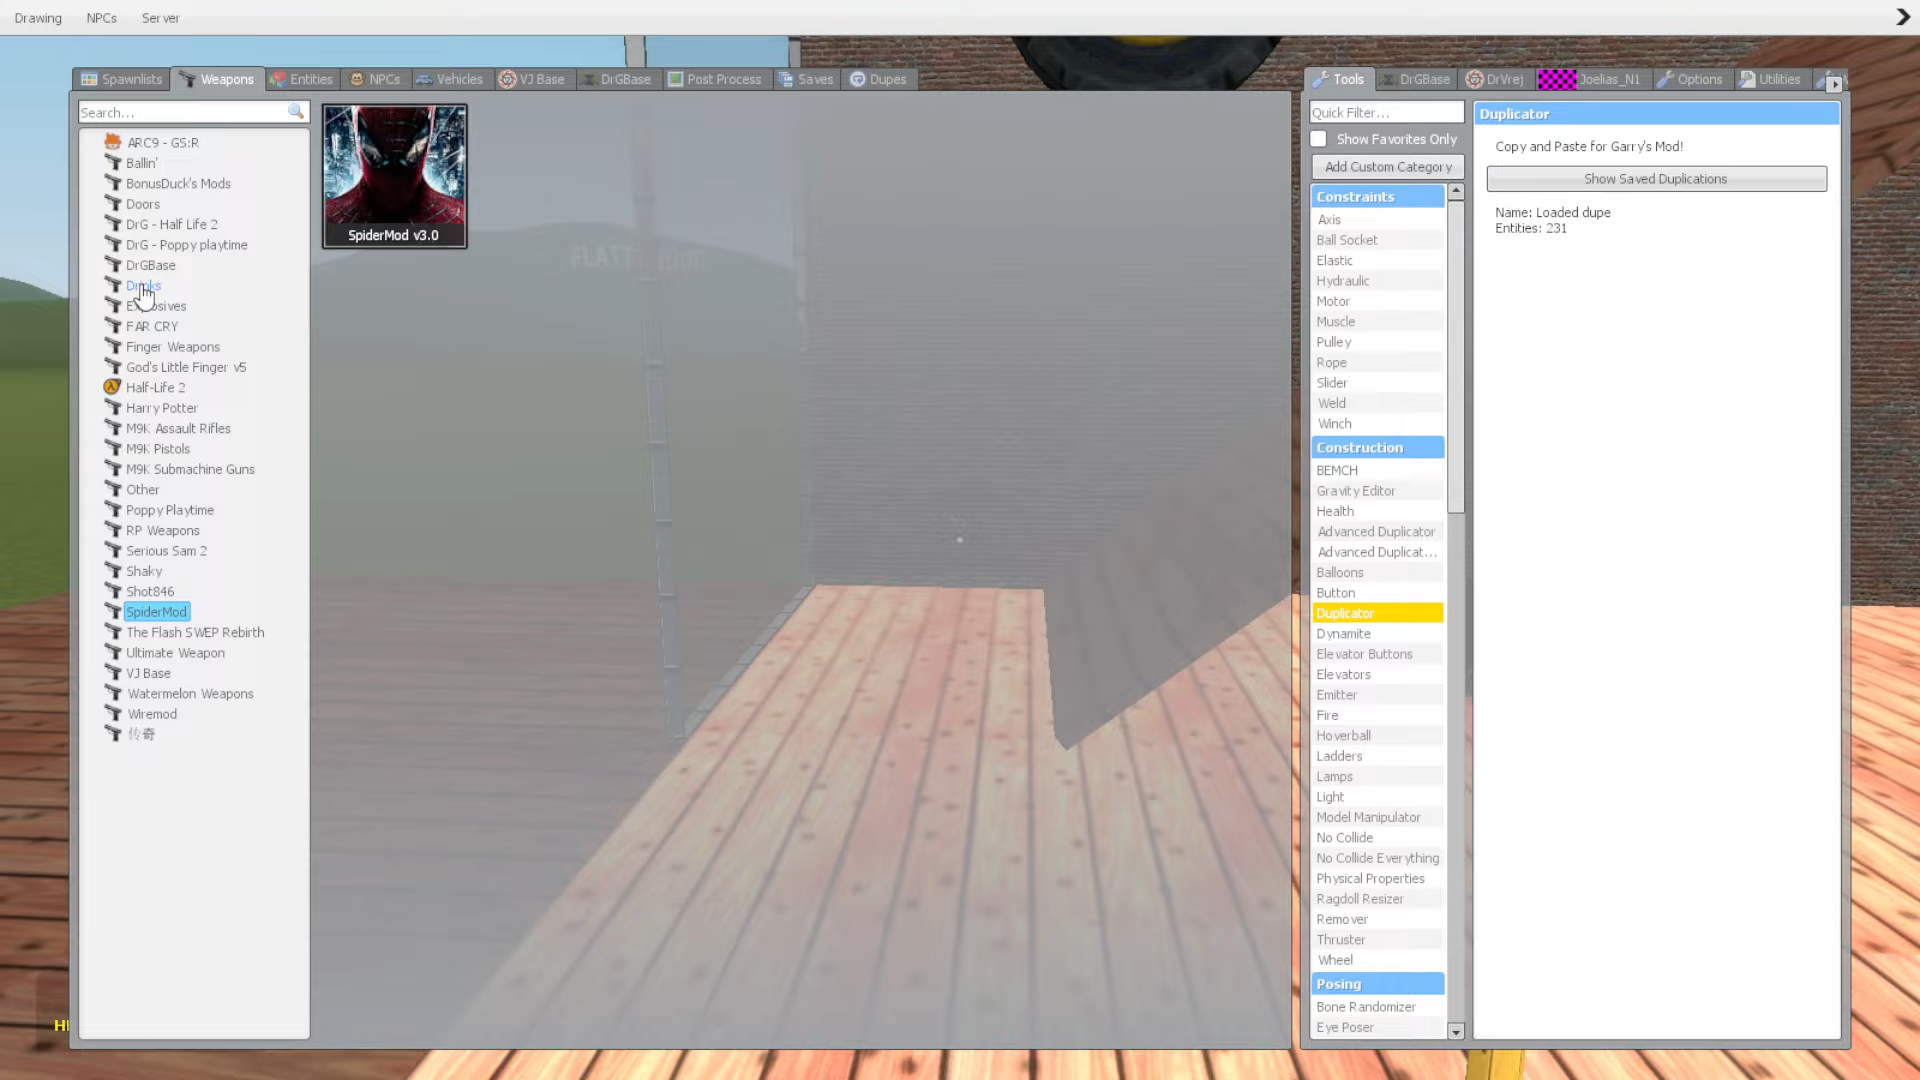 Drawing NPCs Server
Spawnlists Weapons Entities NPCs Vehicles VJ Base DrGBase Post Process Saves Dupes
Search...
ARC9 - GS:R
Ballin'
BonusDuck's Mods
Doors
DrG - Half Life 2
DrG - Poppy playtime
DrGBase
Drinks
Explosives
FAR CRY
Finger Weapons
God's Little Finger v5
Half-Life 2
Harry Potter
M9K Assault Rifles
M9K Pistols
M9K Submachine Guns
Other
Poppy Playtime
RP Weapons
Serious Sam 2
Shaky
Shot846
SpiderMod
The Flash SWEP Rebirth
Ultimate Weapon
VJ Base
Watermelon Weapons
Wiremod
传奇
SpiderMod v3.0
Tools DrGBase DrVrej Joelias_N1 Options Utilities
Quick Filter...
Show Favorites Only
Add Custom Category
Constraints
Axis
Ball Socket
Elastic
Hydraulic
Motor
Muscle
Pulley
Rope
Slider
Weld
Winch
Construction
BEMCH
Gravity Editor
Health
Advanced Duplicator
Advanced Duplicat...
Balloons
Button
Duplicator
Dynamite
Elevator Buttons
Elevators
Emitter
Fire
Hoverball
Ladders
Lamps
Light
Model Manipulator
No Collide
No Collide Everything
Physical Properties
Ragdoll Resizer
Remover
Thruster
Wheel
Posing
Bone Randomizer
Eye Poser
Duplicator
Copy and Paste for Garry's Mod!
Show Saved Duplications
Name: Loaded dupe
Entities: 231